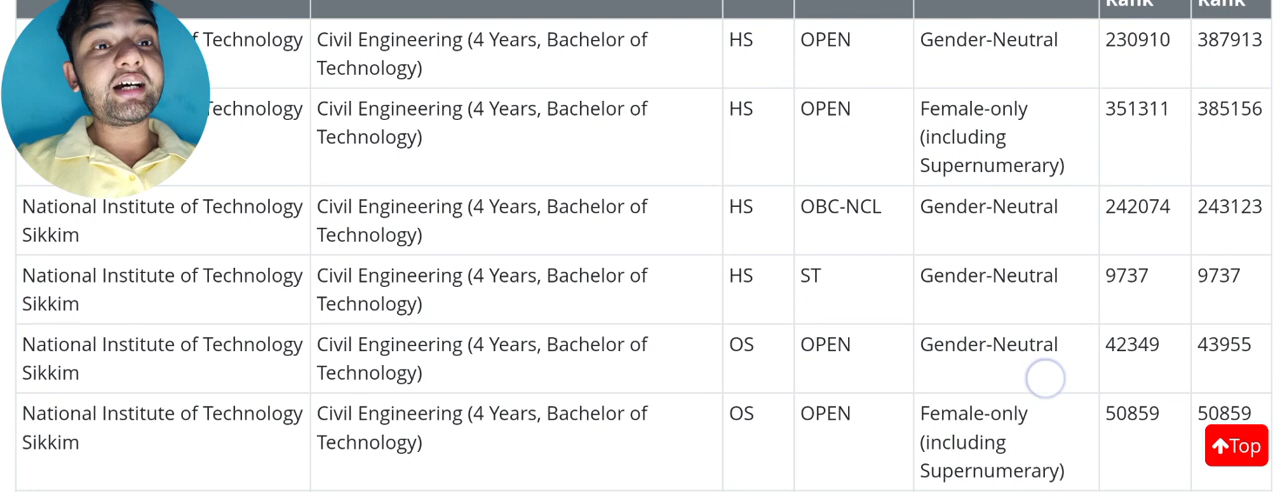 Rank Rank
f Technology Civil Engineering (4 Years, Bachelor of HS OPEN Gender-Neutral 230910 387913
Technology)
Technology Civil Engineering (4 Years, Bachelor of HS OPEN Female-only 351311 385156
Technology) (including
Supernumerary)
National Institute of Technology Civil Engineering (4 Years, Bachelor of HS OBC-NCL Gender-Neutral 242074 243123
Sikkim Technology)
National Institute of Technology Civil Engineering (4 Years, Bachelor of HS ST Gender-Neutral 9737 9737
Sikkim Technology)
National Institute of Technology Civil Engineering (4 Years, Bachelor of OS OPEN Gender-Neutral 42349 43955
Sikkim Technology)
National Institute of Technology Civil Engineering (4 Years, Bachelor of OS OPEN Female-only 50859 50859
Sikkim Technology) (including Top
Supernumerary)